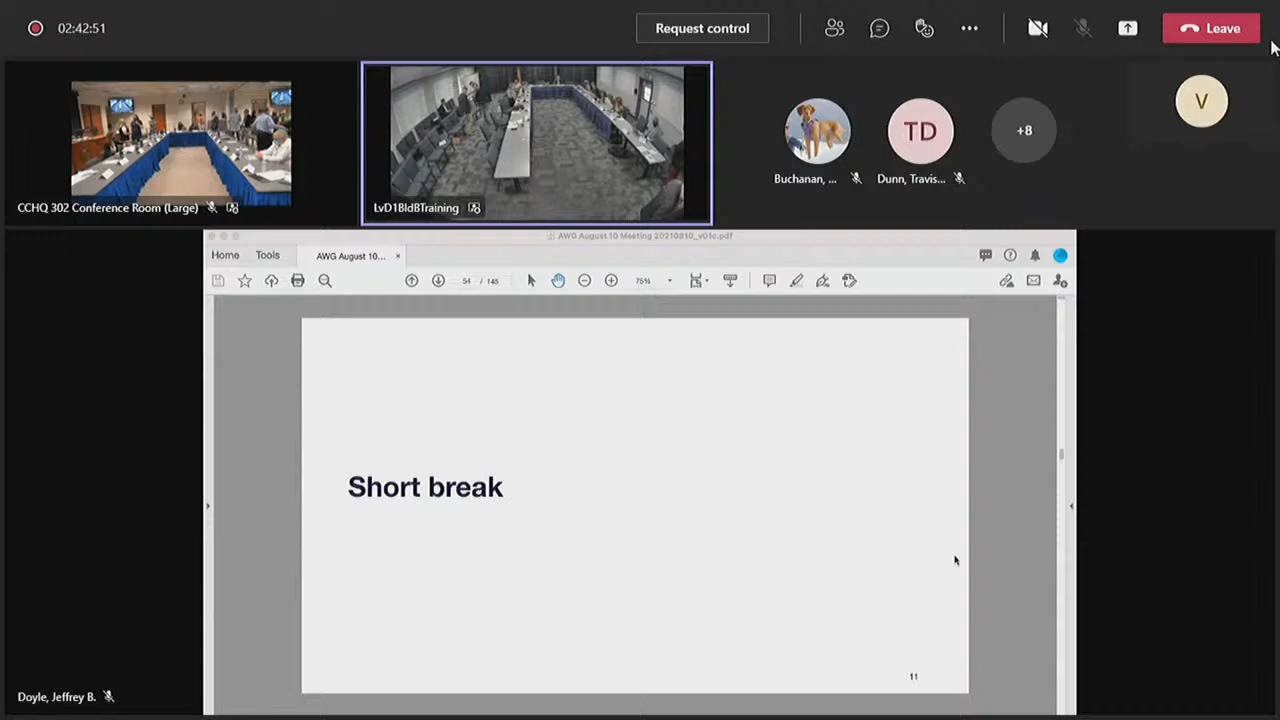 02:42:51
Request control
Leave
CCHQ 302 Conference Room (Large)
LvD1BldBTraining
Buchanan, ...
TD
Dunn, Travis...
+8
V
AWG August 10 Meeting 20210810_v01c.pdf
Home
Tools
AWG August 10...
54 / 145
75%
Short break
11
Doyle, Jeffrey B.